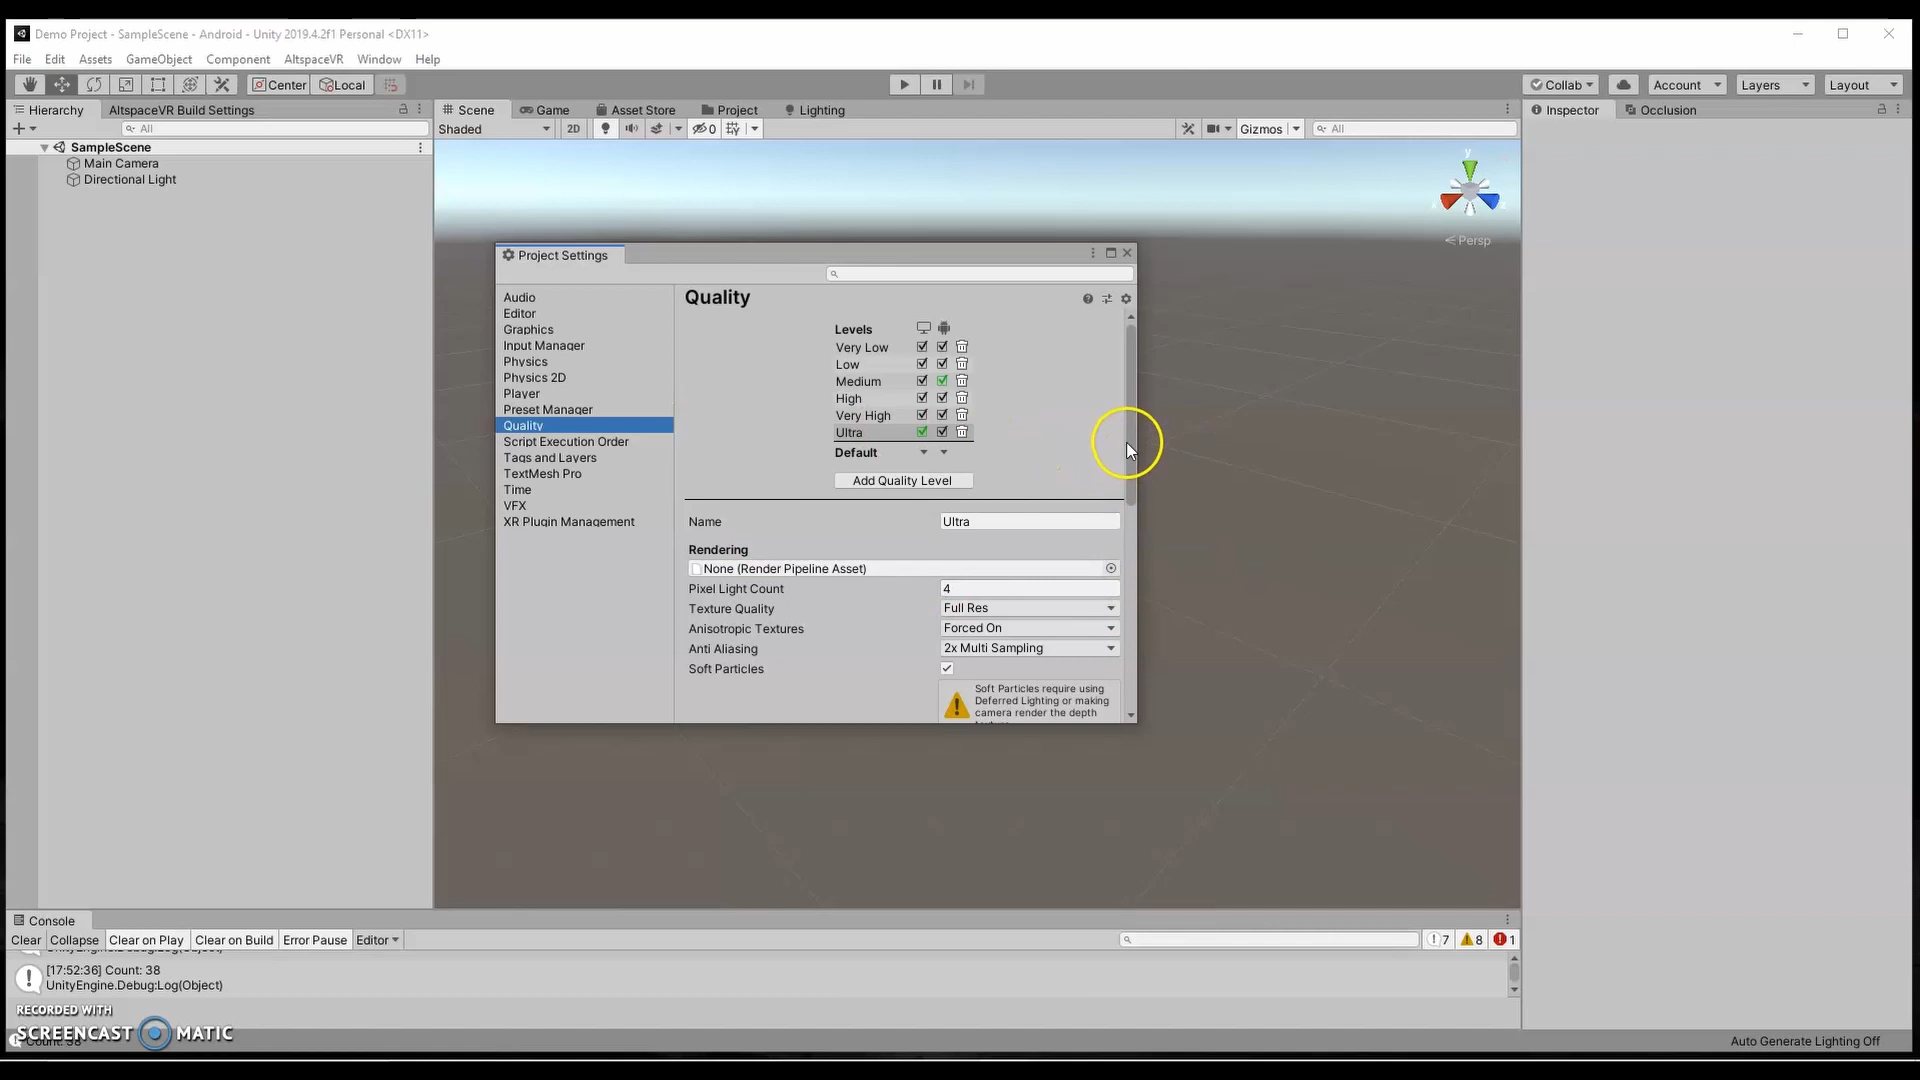 Demo Project - SampleScene - Android - Unity 2019.4.2f1 Personal <DX11>
File Edit Assets GameObject Component AltspaceVR Window Help
Center Local Collab Account Layers Layout
Hierarchy AltspaceVR Build Settings Scene Game Asset Store Project Lighting Inspector Occlusion
All Shaded 2D 0 Gizmos All
SampleScene
Main Camera
Directional Light
y
Persp
Project Settings
Audio
Editor
Graphics
Input Manager
Physics
Physics 2D
Player
Preset Manager
Quality
Script Execution Order
Tags and Layers
TextMesh Pro
Time
VFX
XR Plugin Management
Quality
Levels
Very Low
Low
Medium
High
Very High
Ultra
Default
Add Quality Level
Name Ultra
Rendering
None (Render Pipeline Asset)
Pixel Light Count 4
Texture Quality Full Res
Anisotropic Textures Forced On
Anti Aliasing 2x Multi Sampling
Soft Particles
Soft Particles require using
Deferred Lighting or making
camera render the depth
Console
Clear Collapse Clear on Play Clear on Build Error Pause Editor 7 8 1
[17:52:36] Count: 38
UnityEngine.Debug:Log(Object)
RECORDED WITH
SCREENCAST MATIC
Count: 38
Auto Generate Lighting Off